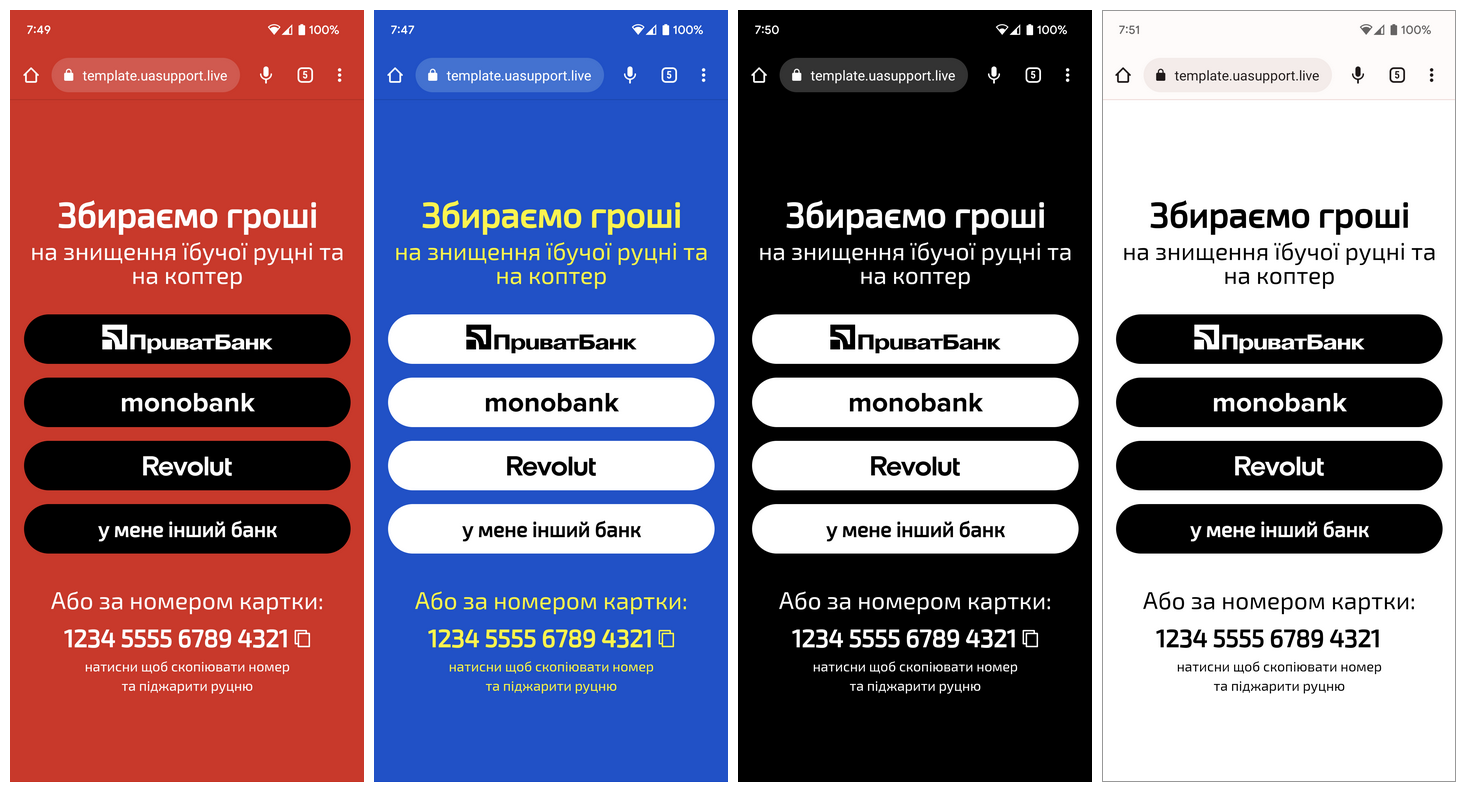 7:49
100%
template.uasupport.live
5
Збираємо гроші
на знищення їбучої руцні та
на коптер
ПриватБанк
monobank
Revolut
у мене інший банк
Або за номером картки:
1234 5555 6789 4321
натисни щоб скопіювати номер
та піджарити руцню
7:47
100%
template.uasupport.live
5
Збираємо гроші
на знищення їбучої руцні та
на коптер
ПриватБанк
monobank
Revolut
у мене інший банк
Або за номером картки:
1234 5555 6789 4321
натисни щоб скопіювати номер
та піджарити руцню
7:50
100%
template.uasupport.live
5
Збираємо гроші
на знищення їбучої руцні та
на коптер
ПриватБанк
monobank
Revolut
у мене інший банк
Або за номером картки:
1234 5555 6789 4321
натисни щоб скопіювати номер
та піджарити руцню
7:51
100%
template.uasupport.live
5
Збираємо гроші
на знищення їбучої руцні та
на коптер
ПриватБанк
monobank
Revolut
у мене інший банк
Або за номером картки:
1234 5555 6789 4321
натисни щоб скопіювати номер
та піджарити руцню